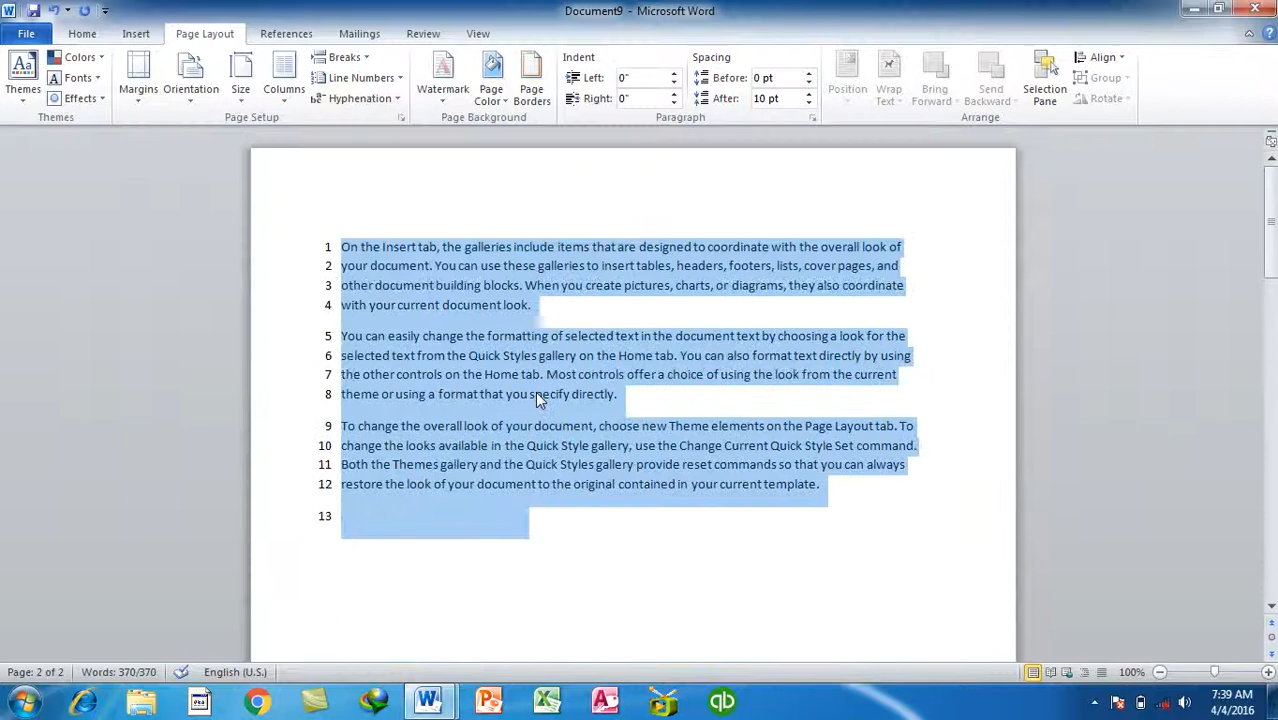 Document9 - Microsoft Word
File Home Insert Page Layout References Mailings Review View
Themes
Colors
Fonts
Effects
Themes
Margins
Orientation
Size
Columns
Breaks
Line Numbers
Hyphenation
Page Setup
Watermark
Page Color
Page Borders
Page Background
Indent
Left: 0"
Right: 0"
Spacing
Before: 0 pt
After: 10 pt
Paragraph
Position
Wrap Text
Bring Forward
Send Backward
Selection Pane
Align
Group
Rotate
Arrange
1 On the Insert tab, the galleries include items that are designed to coordinate with the overall look of
2 your document. You can use these galleries to insert tables, headers, footers, lists, cover pages, and
3 other document building blocks. When you create pictures, charts, or diagrams, they also coordinate
4 with your current document look.
5 You can easily change the formatting of selected text in the document text by choosing a look for the
6 selected text from the Quick Styles gallery on the Home tab. You can also format text directly by using
7 the other controls on the Home tab. Most controls offer a choice of using the look from the current
8 theme or using a format that you specify directly.
9 To change the overall look of your document, choose new Theme elements on the Page Layout tab. To
10 change the looks available in the Quick Style gallery, use the Change Current Quick Style Set command.
11 Both the Themes gallery and the Quick Styles gallery provide reset commands so that you can always
12 restore the look of your document to the original contained in your current template.
13
Page: 2 of 2 Words: 370/370 English (U.S.) 100%
7:39 AM
4/4/2016